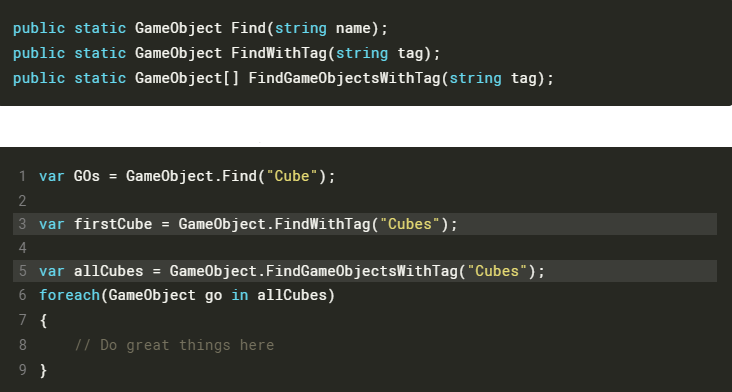 public static GameObject Find(string name);
public static GameObject FindWithTag(string tag);
public static GameObject[] FindGameObjectsWithTag(string tag);
1 var GOs = GameObject.Find("Cube");
2
3 var firstCube = GameObject.FindWithTag("Cubes");
4
5 var allCubes = GameObject.FindGameObjectsWithTag("Cubes");
6 foreach(GameObject go in allCubes)
7 {
8     // Do great things here
9 }